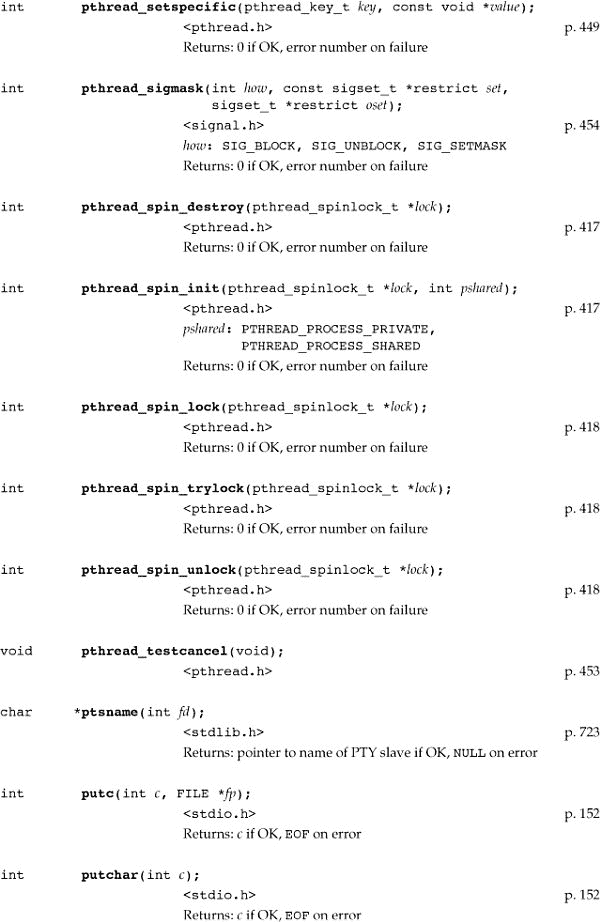 int pthread_setspecific(pthread_key_t key, const void *value);
<pthread.h> p. 449
Returns: 0 if OK, error number on failure
int pthread_sigmask(int how, const sigset_t *restrict set,
sigset_t *restrict oset);
<signal.h> p. 454
how: SIG_BLOCK, SIG_UNBLOCK, SIG_SETMASK
Returns: 0 if OK, error number on failure
int pthread_spin_destroy(pthread_spinlock_t *lock);
<pthread.h> p. 417
Returns: 0 if OK, error number on failure
int pthread_spin_init(pthread_spinlock_t *lock, int pshared);
<pthread.h> p. 417
pshared: PTHREAD_PROCESS_PRIVATE,
PTHREAD_PROCESS_SHARED
Returns: 0 if OK, error number on failure
int pthread_spin_lock(pthread_spinlock_t *lock);
<pthread.h> p. 418
Returns: 0 if OK, error number on failure
int pthread_spin_trylock(pthread_spinlock_t *lock);
<pthread.h> p. 418
Returns: 0 if OK, error number on failure
int pthread_spin_unlock(pthread_spinlock_t *lock);
<pthread.h> p. 418
Returns: 0 if OK, error number on failure
void pthread_testcancel(void);
<pthread.h> p. 453
char *ptsname(int fd);
<stdlib.h> p. 723
Returns: pointer to name of PTY slave if OK, NULL on error
int putc(int c, FILE *fp);
<stdio.h> p. 152
Returns: c if OK, EOF on error
int putchar(int c);
<stdio.h> p. 152
Returns: c if OK, EOF on error